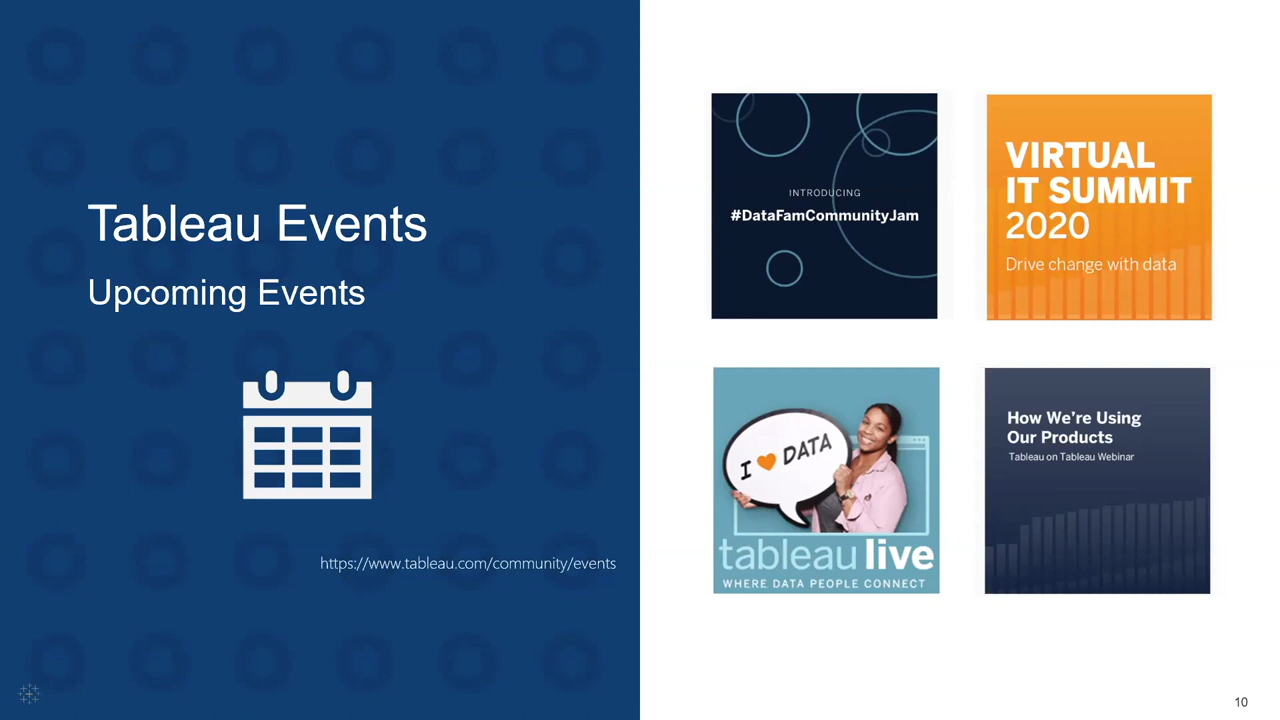 Tableau Events
Upcoming Events
https://www.tableau.com/community/events
INTRODUCING
#DataFamCommunityJam
VIRTUAL
IT SUMMIT
2020
Drive change with data
I DATA
tableau live
WHERE DATA PEOPLE CONNECT
How We're Using
Our Products
Tableau on Tableau Webinar
10